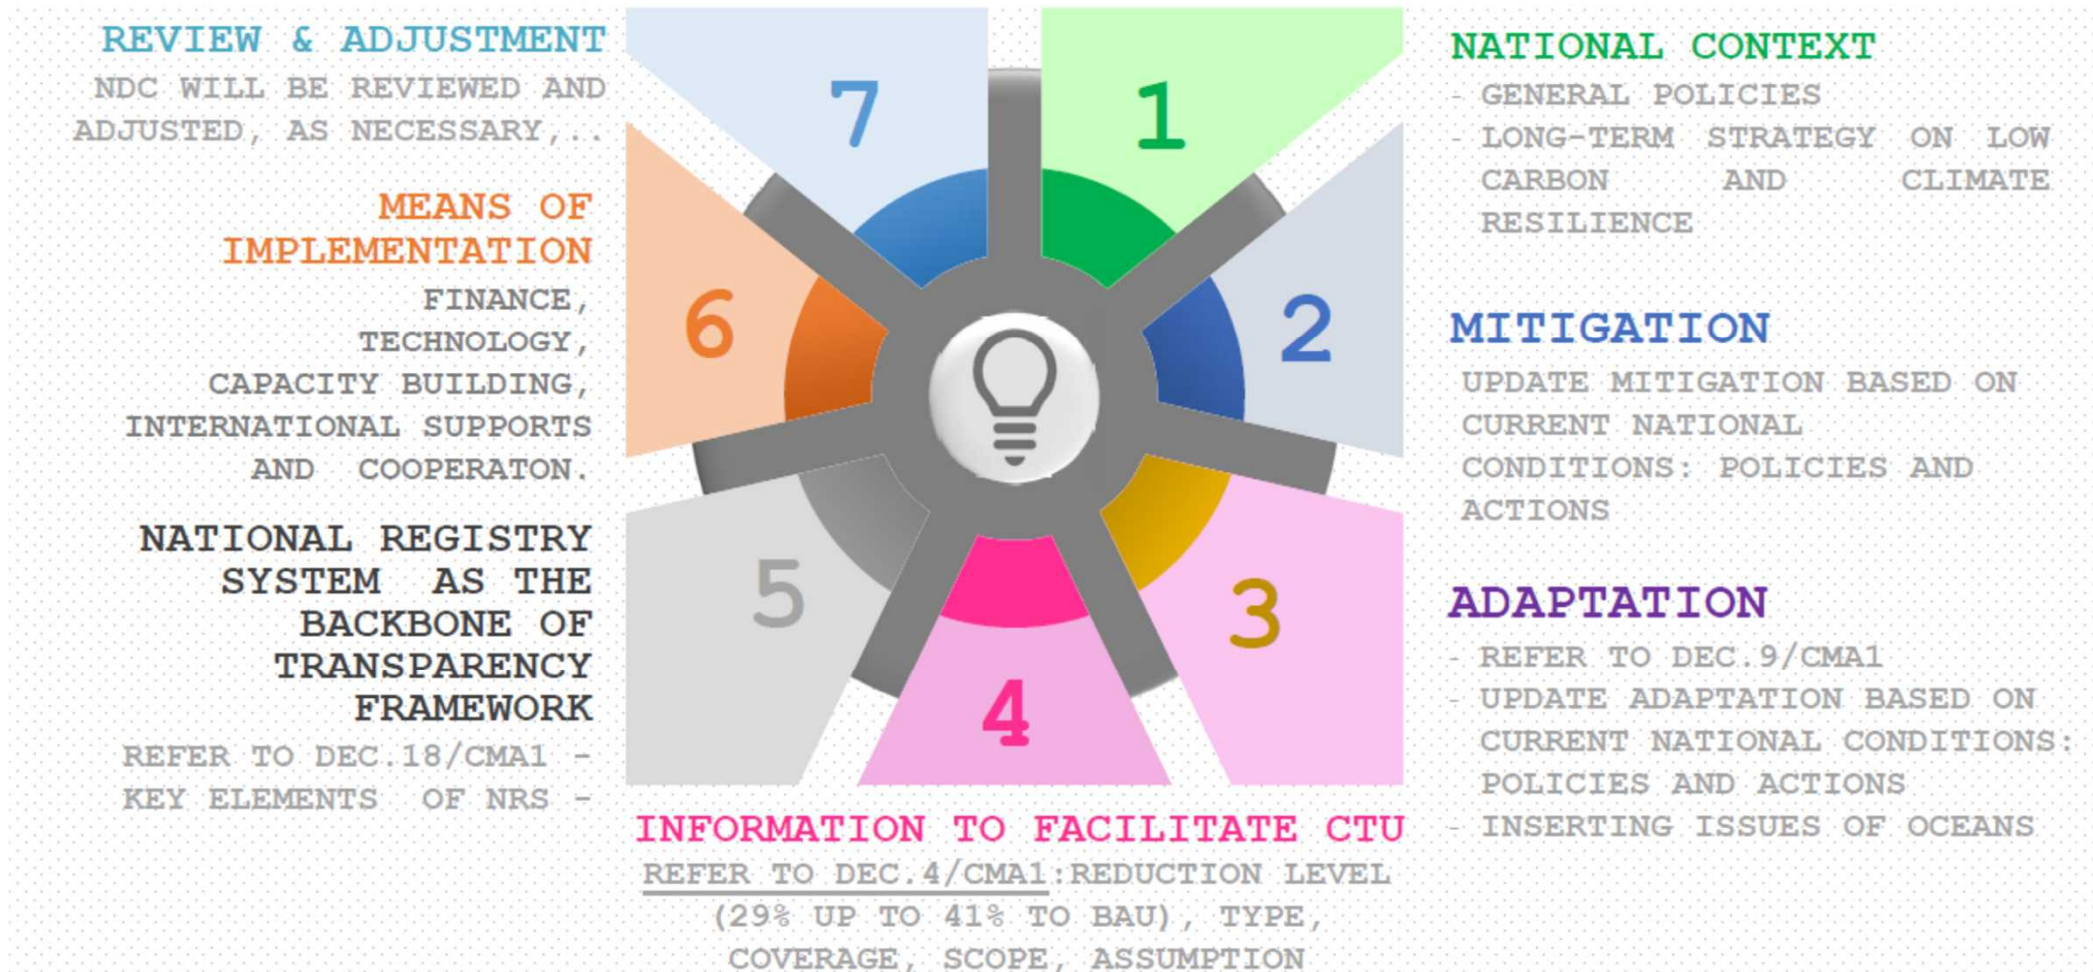 REVIEW & ADJUSTMENT
NDC WILL BE REVIEWED AND
ADJUSTED, AS NECESSARY,..
MEANS OF
IMPLEMENTATION
FINANCE,
TECHNOLOGY,
CAPACITY BUILDING,
INTERNATIONAL SUPPORTS
AND COOPERATON.
NATIONAL REGISTRY
SYSTEM AS THE
BACKBONE OF
TRANSPARENCY
FRAMEWORK
REFER TO DEC.18/CMA1 -
KEY ELEMENTS OF NRS -
7
1
6
2
5
3
4
INFORMATION TO FACILITATE CTU
REFER TO DEC.4/CMA1:REDUCTION LEVEL
(29% UP TO 41% TO BAU), TYPE,
COVERAGE, SCOPE, ASSUMPTION
NATIONAL CONTEXT
- GENERAL POLICIES
- LONG-TERM STRATEGY ON LOW
CARBON AND CLIMATE
RESILIENCE
MITIGATION
UPDATE MITIGATION BASED ON
CURRENT NATIONAL
CONDITIONS: POLICIES AND
ACTIONS
ADAPTATION
- REFER TO DEC.9/CMA1
- UPDATE ADAPTATION BASED ON
CURRENT NATIONAL CONDITIONS:
POLICIES AND ACTIONS
- INSERTING ISSUES OF OCEANS